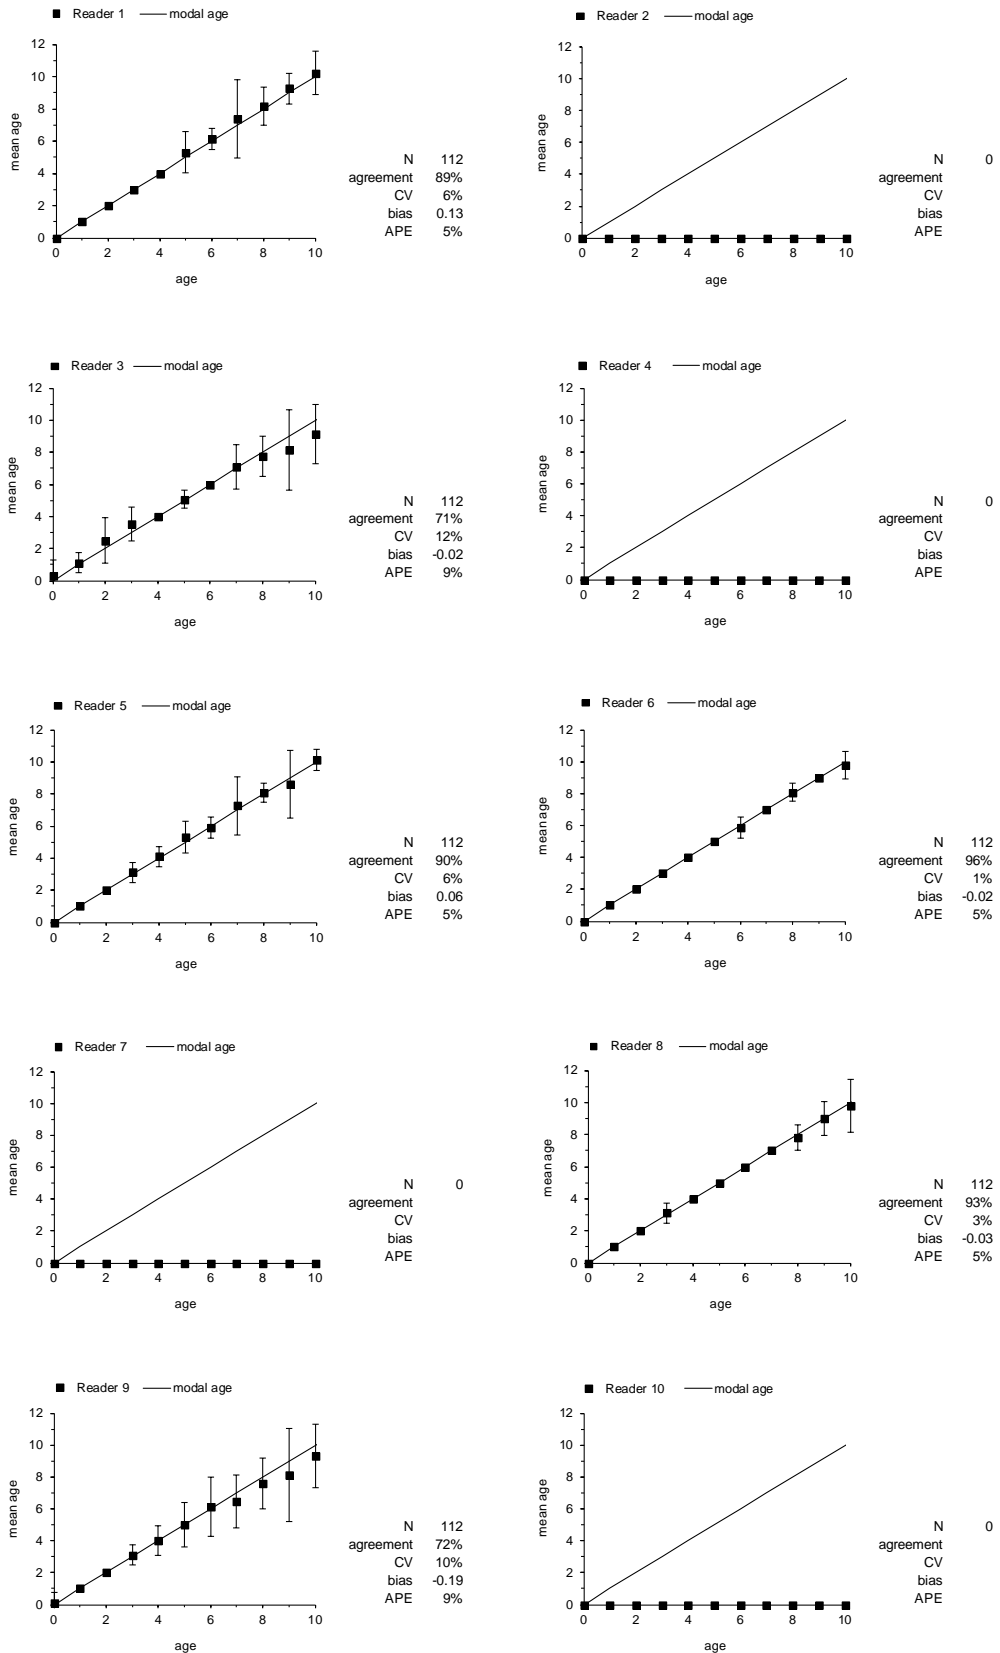 Reader 1 modal age
12
10
8
6
4
2
0
mean age
0 2 4 6 8 10
age
N 112
agreement 89%
CV 6%
bias 0.13
APE 5%
Reader 2 modal age
12
10
8
6
4
2
0
mean age
0 2 4 6 8 10
age
N 0
agreement
CV
bias
APE
Reader 3 modal age
12
10
8
6
4
2
0
mean age
0 2 4 6 8 10
age
N 112
agreement 71%
CV 12%
bias -0.02
APE 9%
Reader 4 modal age
12
10
8
6
4
2
0
mean age
0 2 4 6 8 10
age
N 0
agreement
CV
bias
APE
Reader 5 modal age
12
10
8
6
4
2
0
mean age
0 2 4 6 8 10
age
N 112
agreement 90%
CV 6%
bias 0.06
APE 5%
Reader 6 modal age
12
10
8
6
4
2
0
mean age
0 2 4 6 8 10
age
N 112
agreement 96%
CV 1%
bias -0.02
APE 5%
Reader 7 modal age
12
10
8
6
4
2
0
mean age
0 2 4 6 8 10
age
N 0
agreement
CV
bias
APE
Reader 8 modal age
12
10
8
6
4
2
0
mean age
0 2 4 6 8 10
age
N 112
agreement 93%
CV 3%
bias -0.03
APE 5%
Reader 9 modal age
12
10
8
6
4
2
0
mean age
0 2 4 6 8 10
age
N 112
agreement 72%
CV 10%
bias -0.19
APE 9%
Reader 10 modal age
12
10
8
6
4
2
0
mean age
0 2 4 6 8 10
age
N 0
agreement
CV
bias
APE